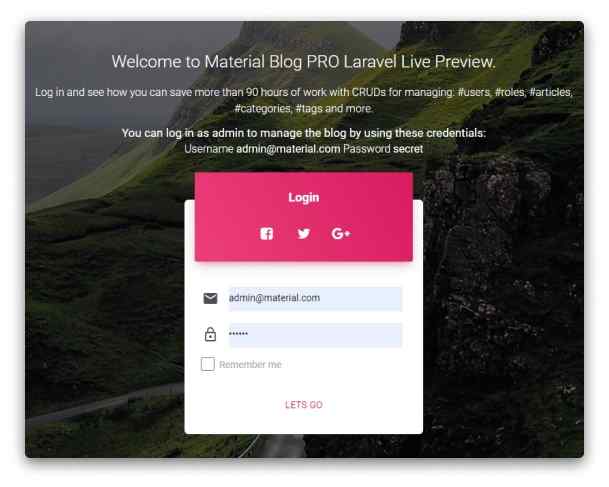 Welcome to Material Blog PRO Laravel Live Preview.
Log in and see how you can save more than 90 hours of work with CRUDs for managing: #users, #roles, #articles,
#categories, #tags and more.
You can log in as admin to manage the blog by using these credentials:
Username admin@material.com Password secret
Login
G+
admin@material.com
••••••
Remember me
LETS GO